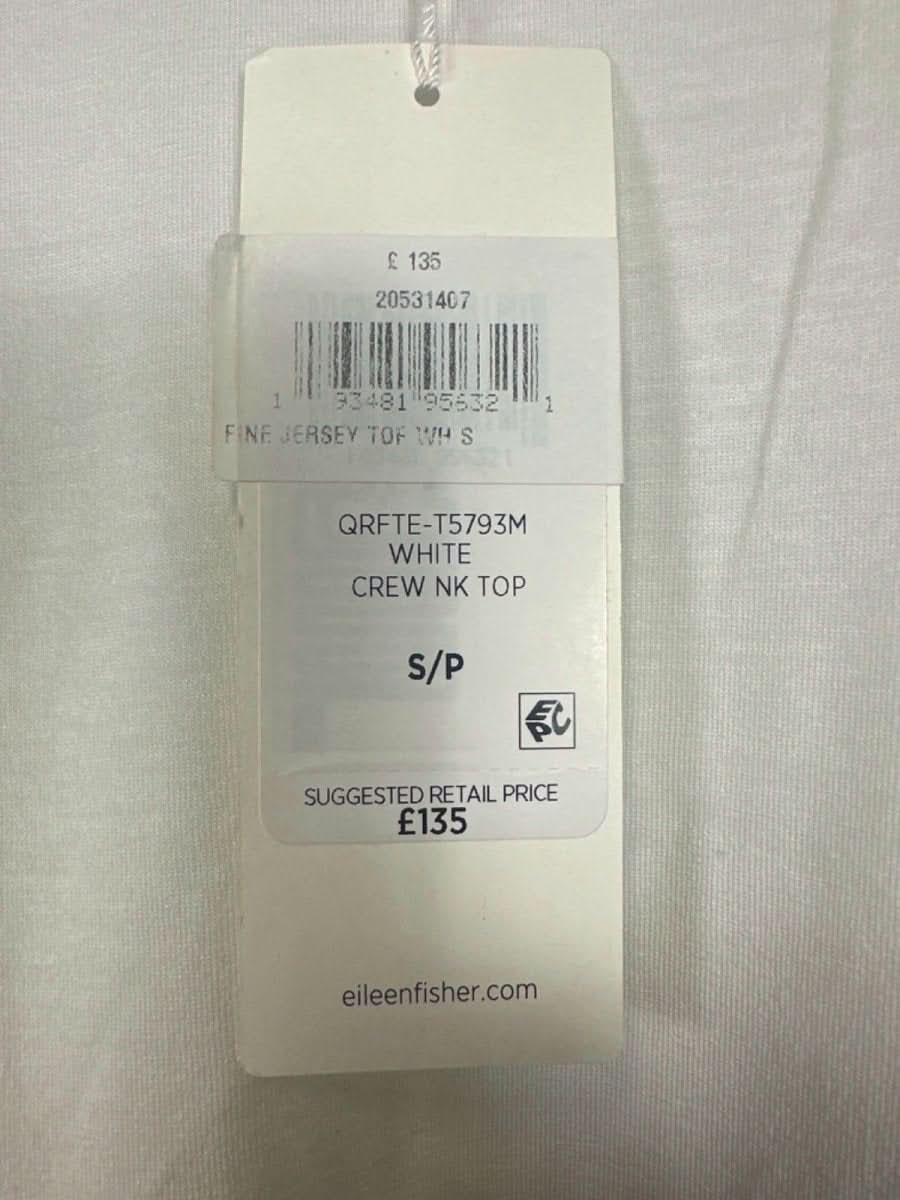 £ 135
20531407
1 93481 95632 1
FINE JERSEY TOP WH S
QRFTE-T5793M
WHITE
CREW NK TOP
S/P
EPC
SUGGESTED RETAIL PRICE
£135
eileenfisher.com